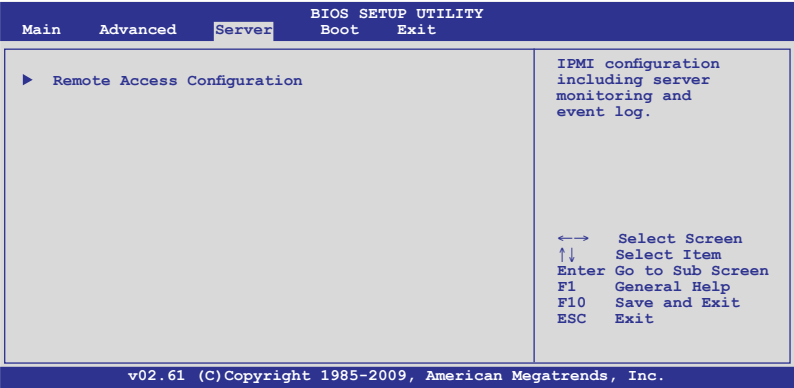 BIOS SETUP UTILITY
Main Advanced Server Boot Exit
▶ Remote Access Configuration
IPMI configuration
including server
monitoring and
event log.
←→ Select Screen
↑↓ Select Item
Enter Go to Sub Screen
F1 General Help
F10 Save and Exit
ESC Exit
v02.61 (C)Copyright 1985-2009, American Megatrends, Inc.